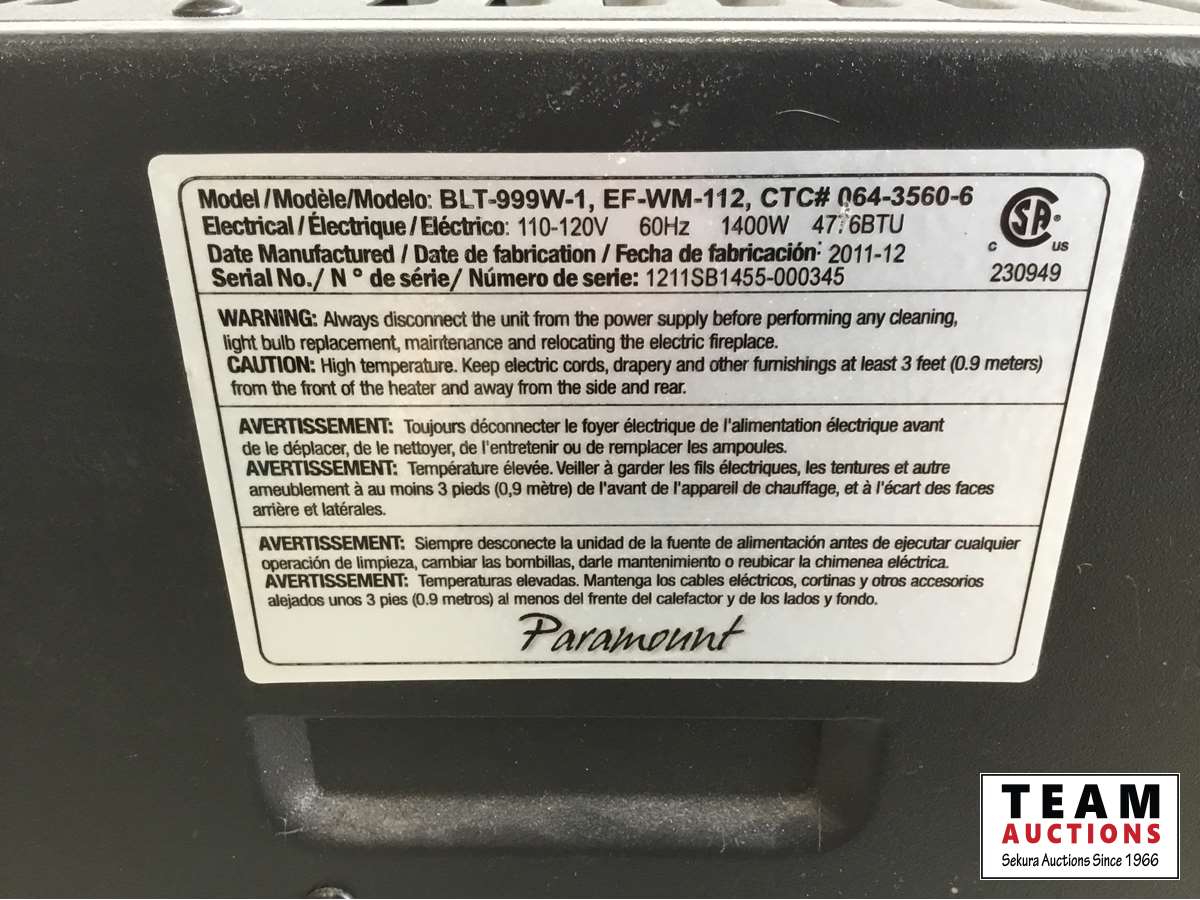 Model/Modèle/Modelo: BLT-999W-1, EF-WM-112, CTC# 064-3560-6
Electrical/Électrique/Eléctrico: 110-120V 60Hz 1400W 4776BTU
Date Manufactured / Date de fabrication / Fecha de fabricación: 2011-12
Serial No./ N ° de série/ Número de serie: 1211SB1455-000345
CSA®
C US
230949
WARNING: Always disconnect the unit from the power supply before performing any cleaning,
light bulb replacement, maintenance and relocating the electric fireplace.
CAUTION: High temperature. Keep electric cords, drapery and other furnishings at least 3 feet (0.9 meters)
from the front of the heater and away from the side and rear.
AVERTISSEMENT: Toujours déconnecter le foyer électrique de l'alimentation électrique avant
de le déplacer, de le nettoyer, de l'entretenir ou de remplacer les ampoules.
AVERTISSEMENT: Température élevée. Veiller à garder les fils électriques, les tentures et autre
ameublement à au moins 3 pieds (0,9 mètre) de l'avant de l'appareil de chauffage, et à l'écart des faces
arrière et latérales.
AVERTISSEMENT: Siempre desconecte la unidad de la fuente de alimentación antes de ejecutar cualquier
operación de limpieza, cambiar las bombillas, darle mantenimiento o reubicar la chimenea eléctrica.
AVERTISSEMENT: Temperaturas elevadas. Mantenga los cables eléctricos, cortinas y otros accesorios
alejados unos 3 pies (0.9 metros) al menos del frente del calefactor y de los lados y fondo.
Paramount
TEAM
AUCTIONS
Sekura Auctions Since 1966